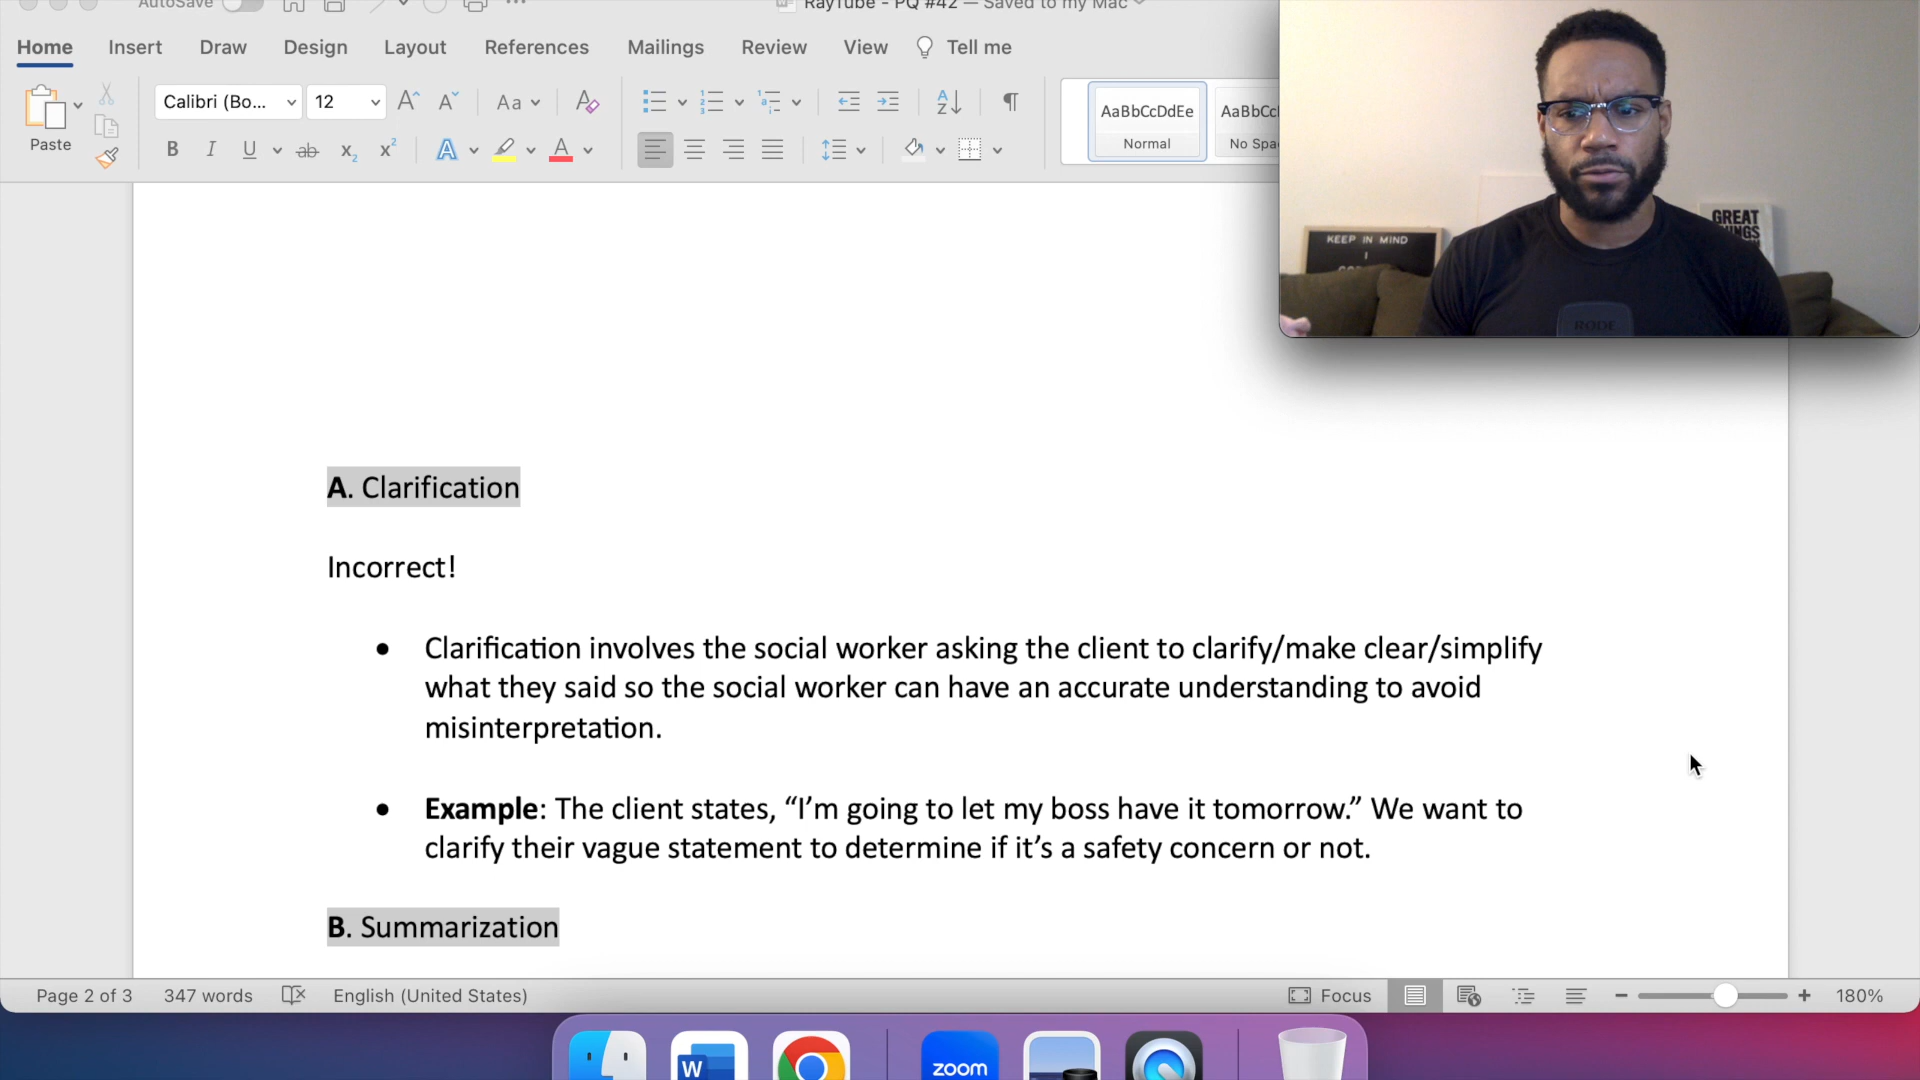 AutoSave
RayTube - PQ #42 — Saved to my Mac
Home Insert Draw Design Layout References Mailings Review View Tell me
Paste
Calibri (Bo... 12
AaBbCcDdEe
Normal
No Spa
KEEP IN MIND
I
GREAT
RODE
A. Clarification
Incorrect!
• Clarification involves the social worker asking the client to clarify/make clear/simplify
what they said so the social worker can have an accurate understanding to avoid
misinterpretation.
• Example: The client states, “I’m going to let my boss have it tomorrow.” We want to
clarify their vague statement to determine if it’s a safety concern or not.
B. Summarization
Page 2 of 3 347 words English (United States) Focus 180%
zoom